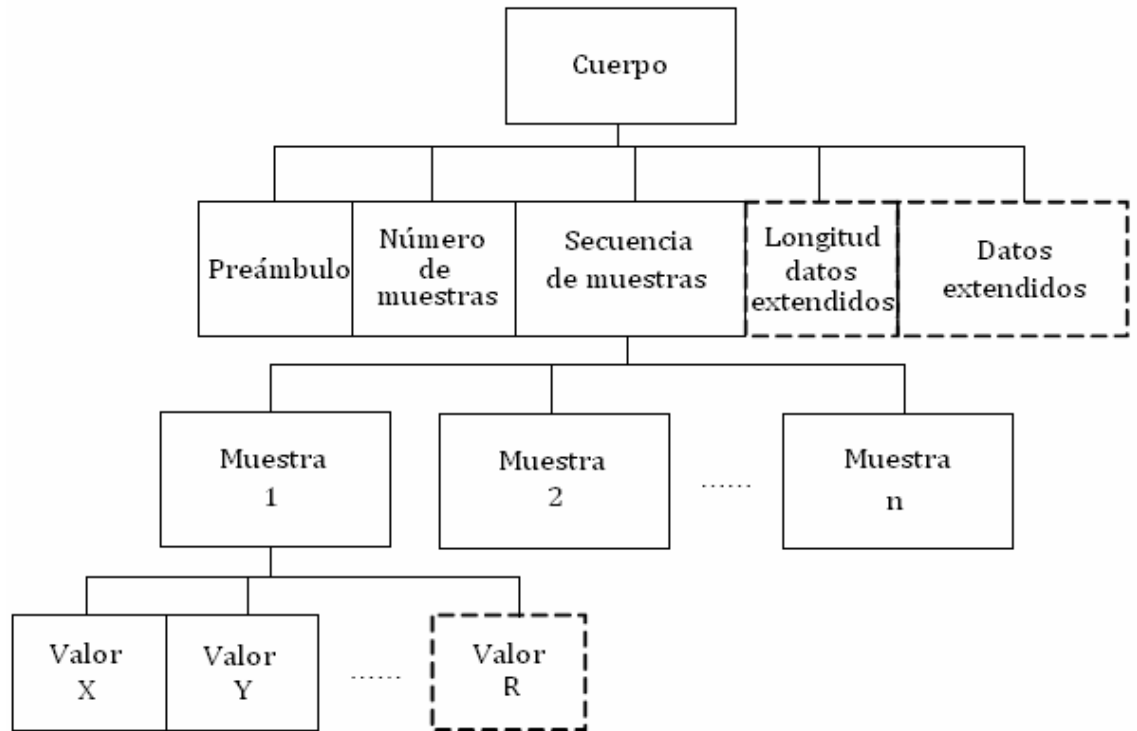 Cuerpo
Preámbulo
Número
de
muestras
Secuencia
de muestras
Longitud
datos
extendidos
Datos
extendidos
Muestra
1
Muestra
2
......
Muestra
n
Valor
X
Valor
Y
......
Valor
R